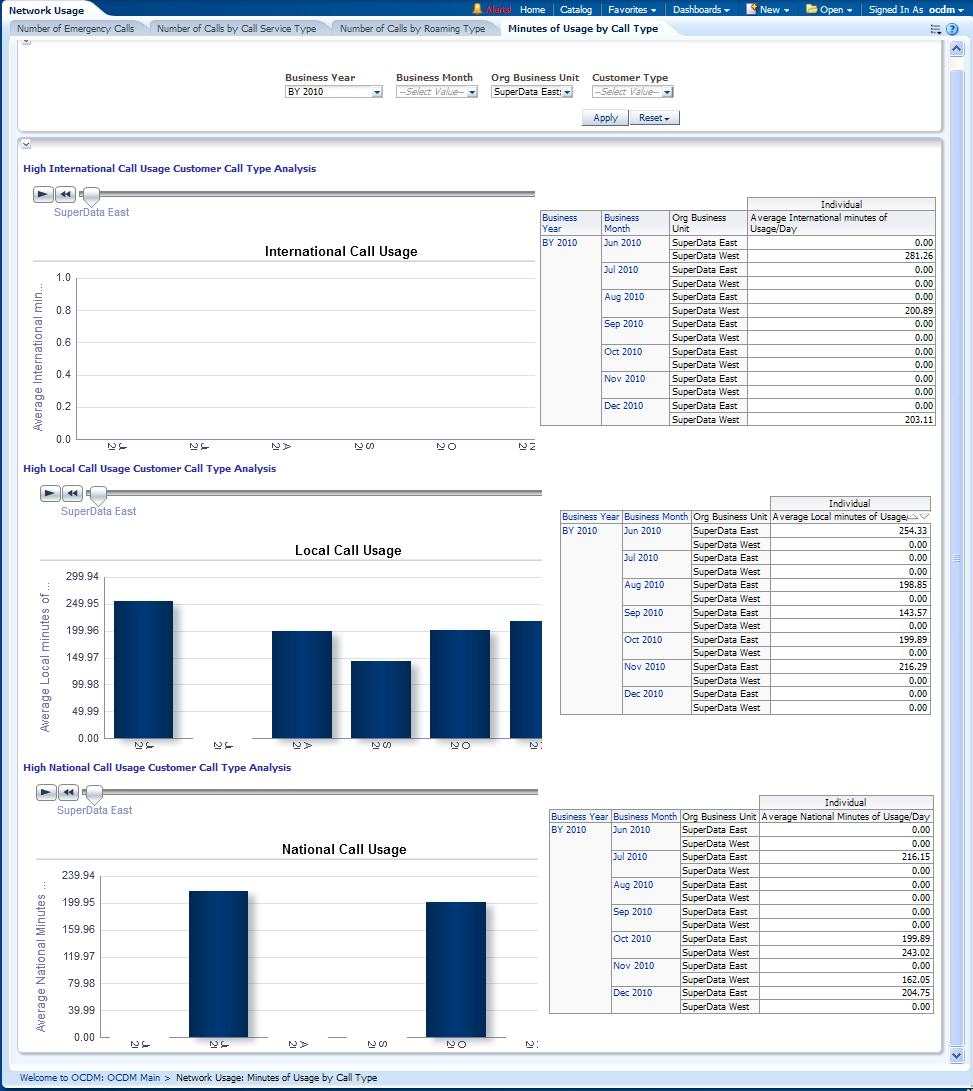 Network Usage
Alerts! Home Catalog Favorites Dashboards New Open Signed In As ocdm
Number of Emergency Calls Number of Calls by Call Service Type Number of Calls by Roaming Type Minutes of Usage by Call Type
Business Year Business Month Org Business Unit Customer Type
BY 2010 --Select Value-- SuperData East; --Select Value--
Apply Reset
High International Call Usage Customer Call Type Analysis
SuperData East
International Call Usage
Average International min...
1.0
0.8
0.6
0.4
0.2
0.0
Individual
Business Year Business Month Org Business Unit Average International minutes of Usage/Day
BY 2010 Jun 2010 SuperData East 0.00
SuperData West 281.26
Jul 2010 SuperData East 0.00
SuperData West 0.00
Aug 2010 SuperData East 0.00
SuperData West 200.89
Sep 2010 SuperData East 0.00
SuperData West 0.00
Oct 2010 SuperData East 0.00
SuperData West 0.00
Nov 2010 SuperData East 0.00
SuperData West 0.00
Dec 2010 SuperData East 0.00
SuperData West 203.11
High Local Call Usage Customer Call Type Analysis
SuperData East
Local Call Usage
Average Local minutes of ...
299.94
249.95
199.96
149.97
99.98
49.99
0.00
Individual
Business Year Business Month Org Business Unit Average Local minutes of Usage/
BY 2010 Jun 2010 SuperData East 254.33
SuperData West 0.00
Jul 2010 SuperData East 0.00
SuperData West 0.00
Aug 2010 SuperData East 198.85
SuperData West 0.00
Sep 2010 SuperData East 143.57
SuperData West 0.00
Oct 2010 SuperData East 199.89
SuperData West 0.00
Nov 2010 SuperData East 216.29
SuperData West 0.00
Dec 2010 SuperData East 0.00
SuperData West 0.00
High National Call Usage Customer Call Type Analysis
SuperData East
National Call Usage
Average National Minutes ...
239.94
199.95
159.96
119.97
79.98
39.99
0.00
Individual
Business Year Business Month Org Business Unit Average National Minutes of Usage/Day
BY 2010 Jun 2010 SuperData East 0.00
SuperData West 0.00
Jul 2010 SuperData East 216.15
SuperData West 0.00
Aug 2010 SuperData East 0.00
SuperData West 0.00
Sep 2010 SuperData East 0.00
SuperData West 0.00
Oct 2010 SuperData East 199.89
SuperData West 243.02
Nov 2010 SuperData East 0.00
SuperData West 162.05
Dec 2010 SuperData East 204.75
SuperData West 0.00
Welcome to OCDM: OCDM Main > Network Usage: Minutes of Usage by Call Type